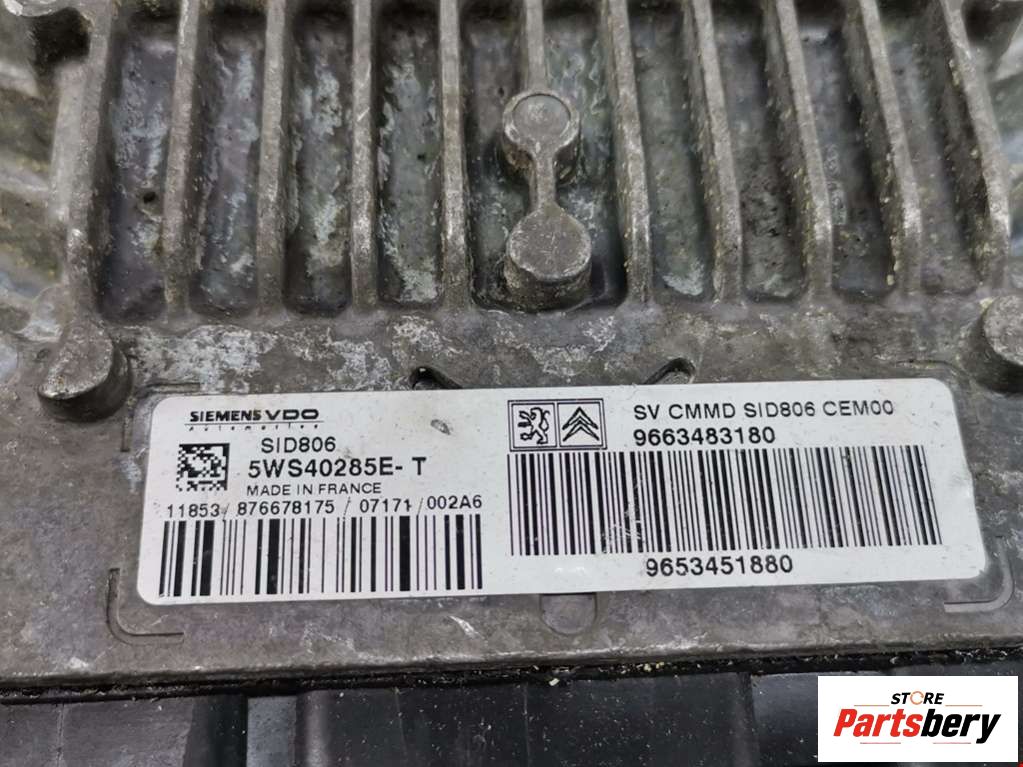 SIEMENS VDO
Automotive
SID806
5WS40285E- T
MADE IN FRANCE
11853/ 876678175 / 07171 / 002A6
SV CMMD SID806 CEM00
9663483180
9653451880
STORE
Partsbery